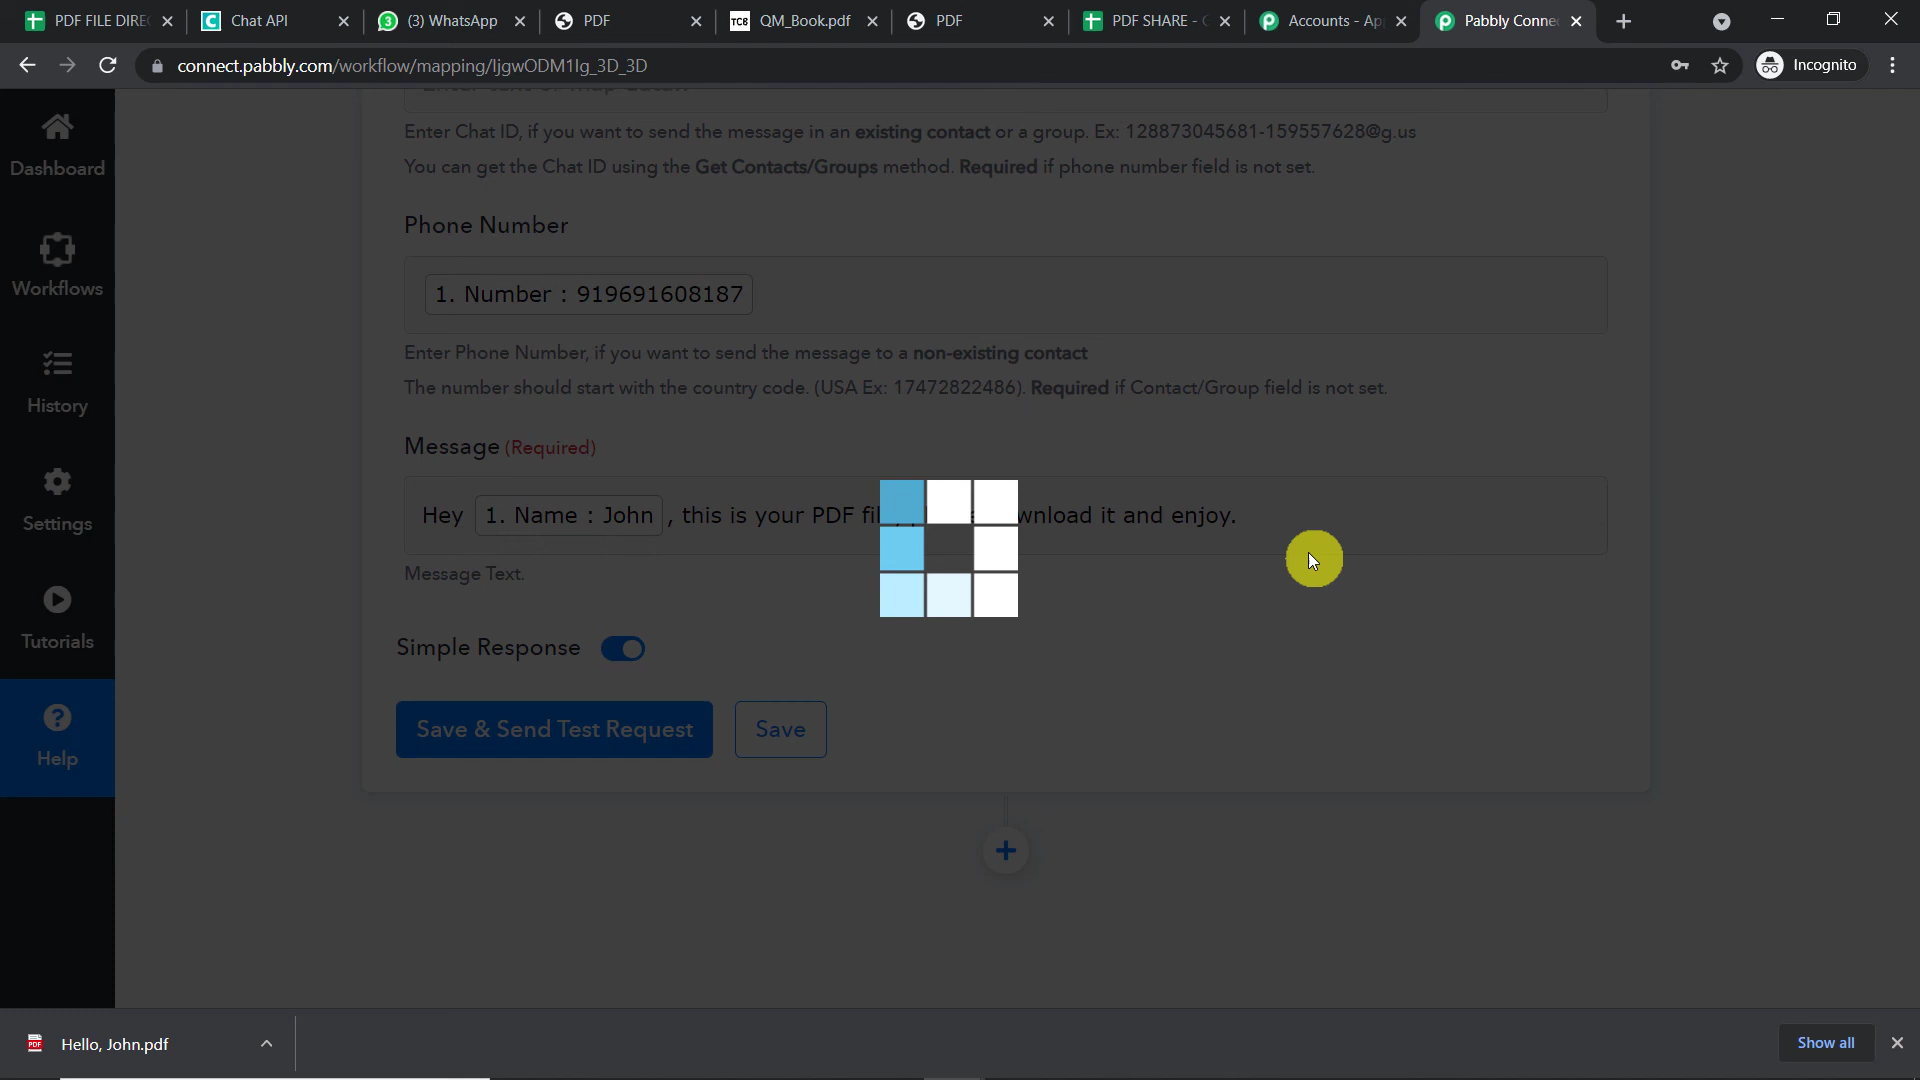 PDF FILE DIRE
Chat API
(3) WhatsApp
PDF
TCS QM_Book.pdf
PDF
PDF SHARE -
Accounts - Ap
Pabbly Conne
connect.pabbly.com/workflow/mapping/IjgwODM1Ig_3D_3D
Incognito
Dashboard
Workflows
History
Settings
Tutorials
Help
Enter Chat ID, if you want to send the message in an existing contact or a group. Ex: 128873045681-159557628@g.us
You can get the Chat ID using the Get Contacts/Groups method. Required if phone number field is not set.
Phone Number
1. Number : 919691608187
Enter Phone Number, if you want to send the message to a non-existing contact
The number should start with the country code. (USA Ex: 17472822486). Required if Contact/Group field is not set.
Message (Required)
Hey 1. Name : John , this is your PDF fil wnload it and enjoy.
Message Text.
Simple Response
Save & Send Test Request
Save
Hello, John.pdf
Show all